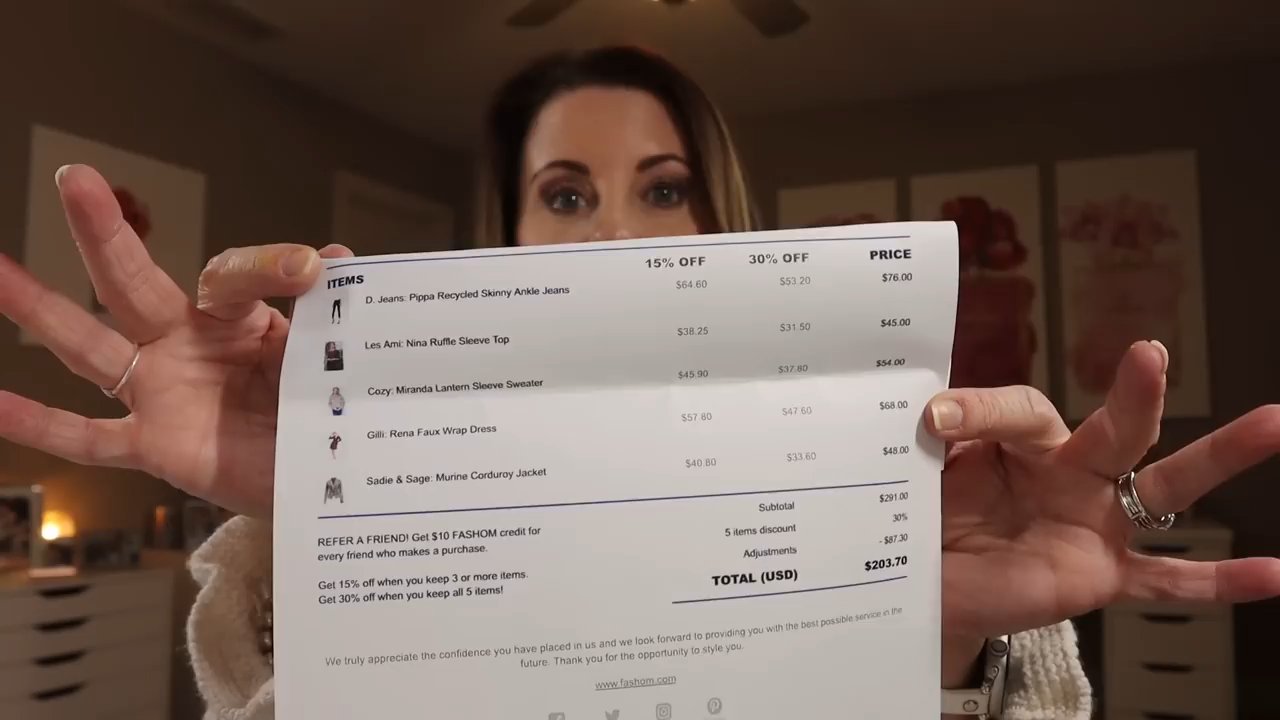 ITEMS 15% OFF 30% OFF PRICE
D. Jeans: Pippa Recycled Skinny Ankle Jeans $64.60 $53.20 $76.00
Les Ami: Nina Ruffle Sleeve Top $38.25 $31.50 $45.00
Cozy: Miranda Lantern Sleeve Sweater $45.90 $37.80 $54.00
Gilli: Rena Faux Wrap Dress $57.80 $47.60 $68.00
Sadie & Sage: Murine Corduroy Jacket $40.80 $33.60 $48.00
Subtotal $291.00
5 items discount 30%
Adjustments - $87.30
TOTAL (USD) $203.70
REFER A FRIEND! Get $10 FASHOM credit for
every friend who makes a purchase.
Get 15% off when you keep 3 or more items.
Get 30% off when you keep all 5 items!
We truly appreciate the confidence you have placed in us and we look forward to providing you with the best possible service in the
future. Thank you for the opportunity to style you.
www.fashom.com